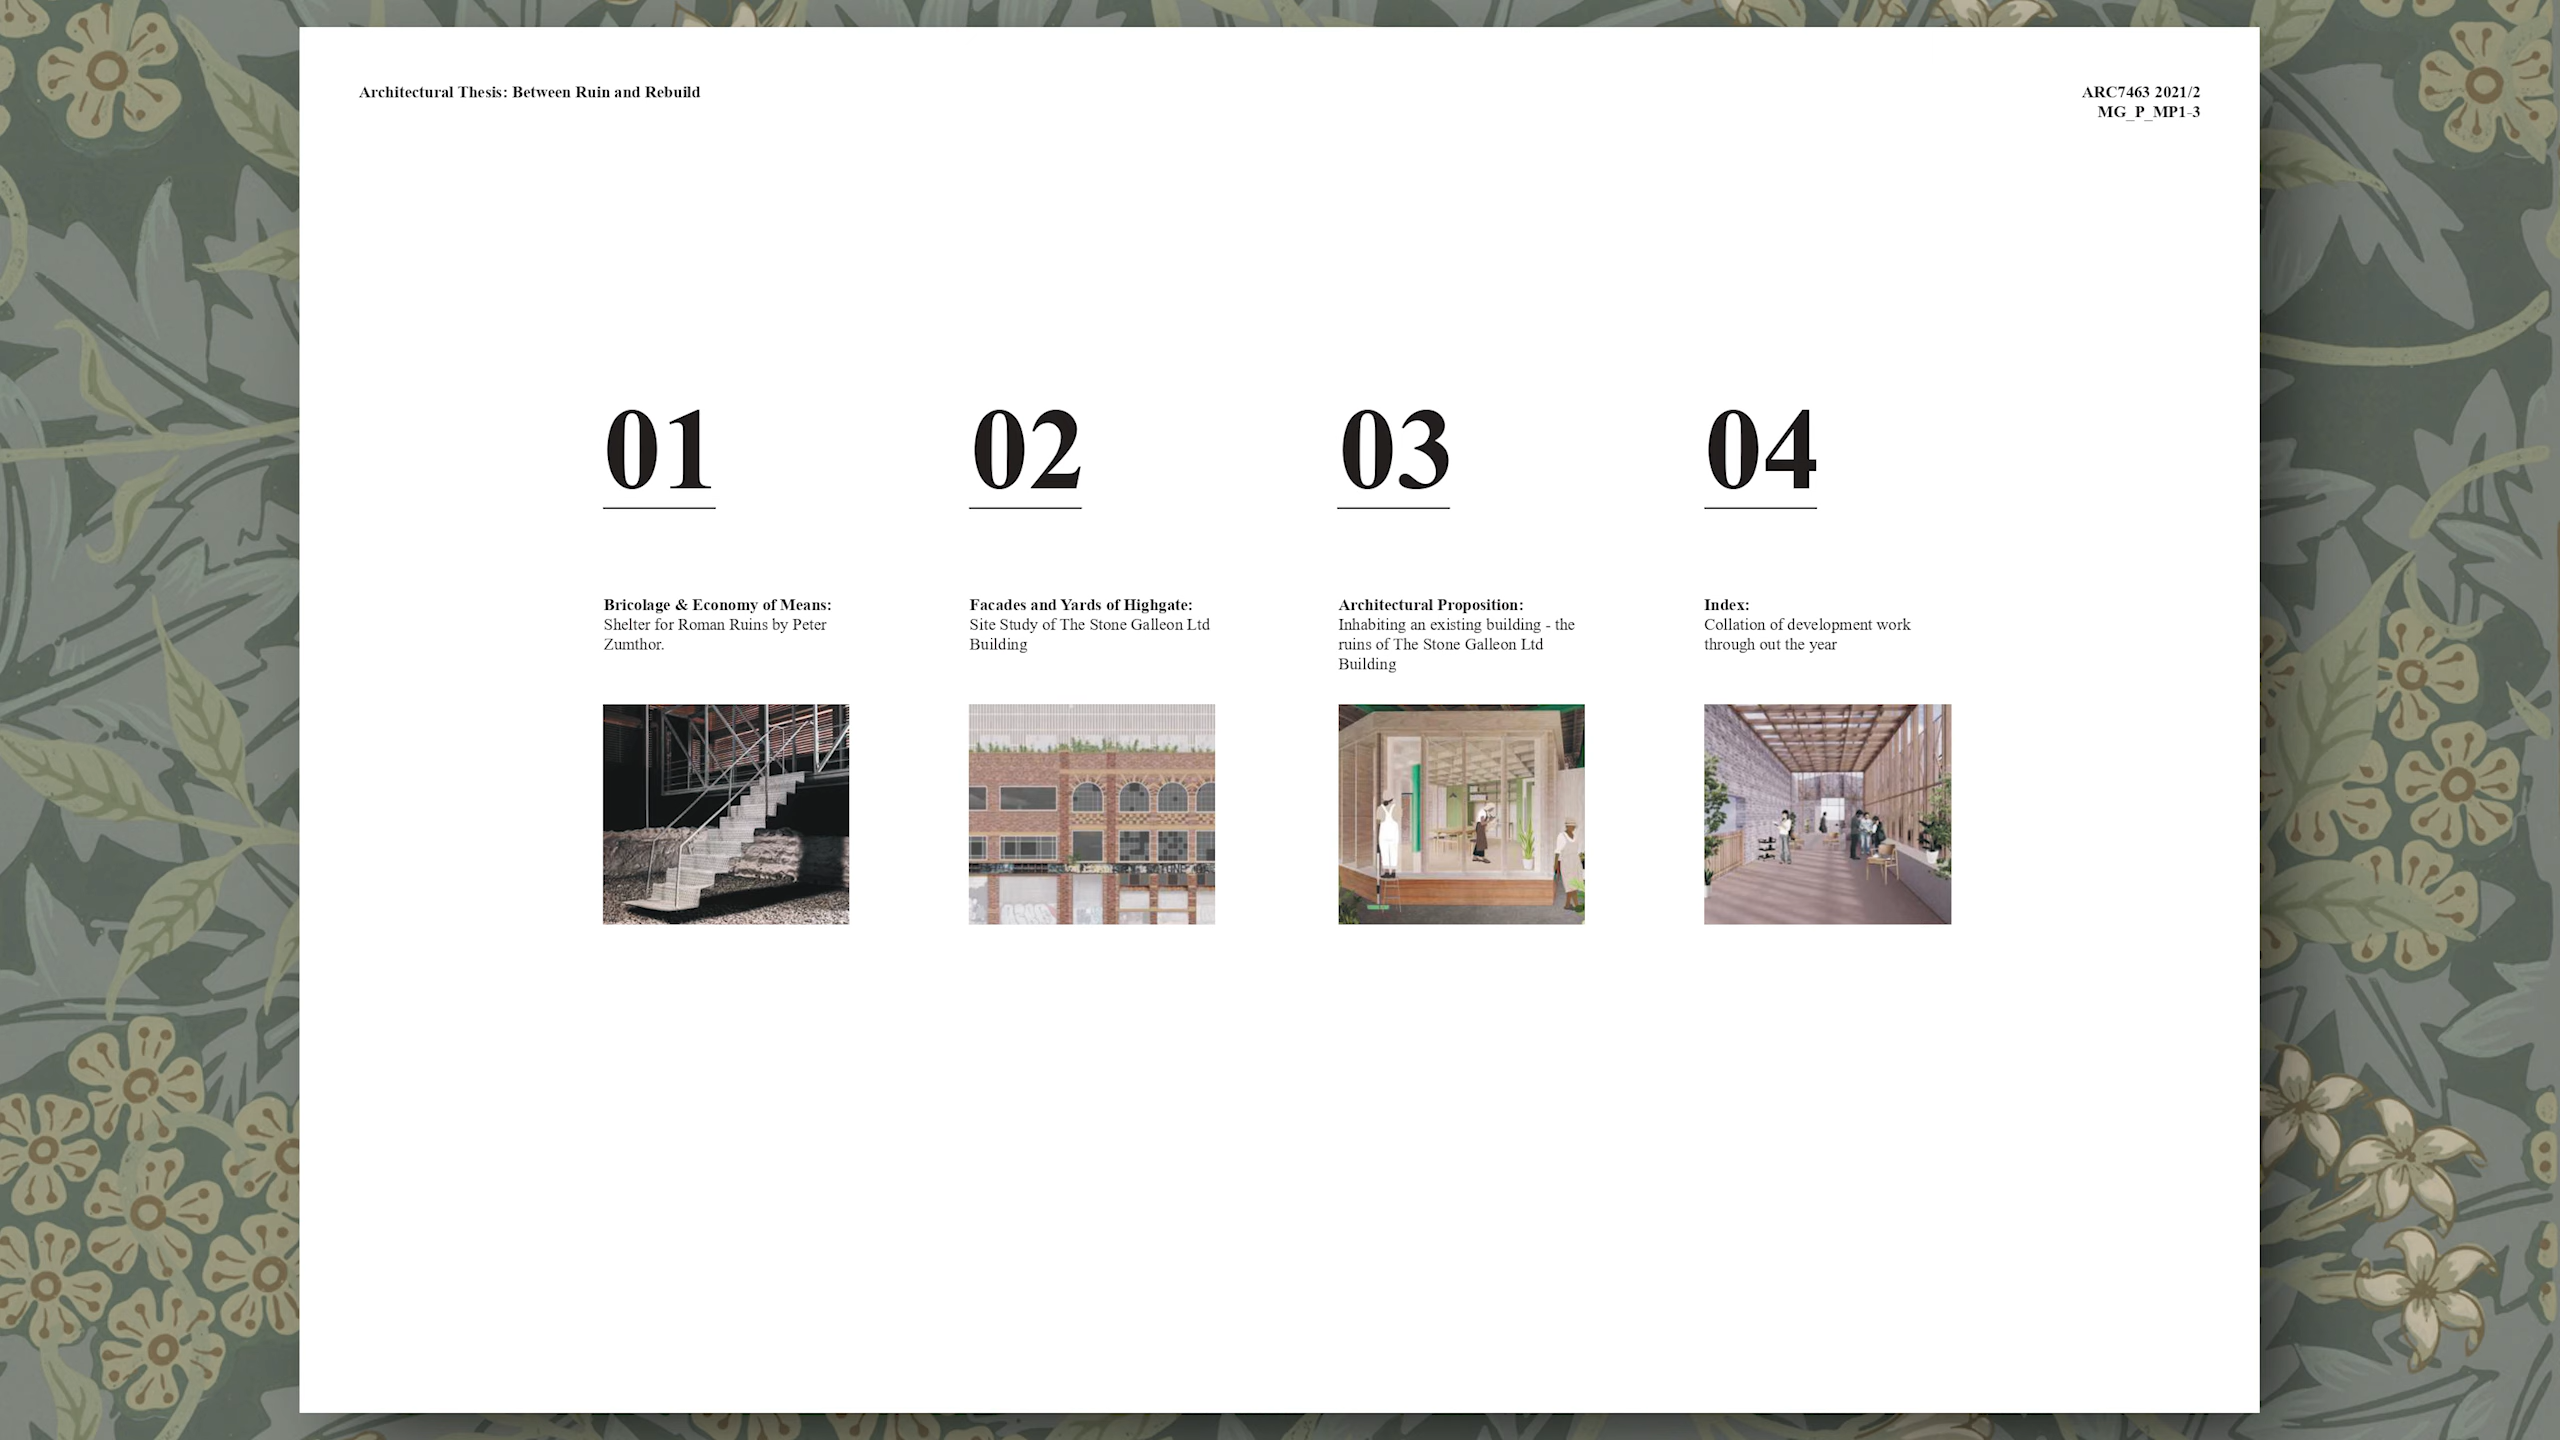 Architectural Thesis: Between Ruin and Rebuild
ARC7463 2021/2
MG_P_MP1-3
01
02
03
04
Bricolage & Economy of Means:
Shelter for Roman Ruins by Peter
Zumthor.
Facades and Yards of Highgate:
Site Study of The Stone Galleon Ltd
Building
Architectural Proposition:
Inhabiting an existing building - the
ruins of The Stone Galleon Ltd
Building
Index:
Collation of development work
through out the year